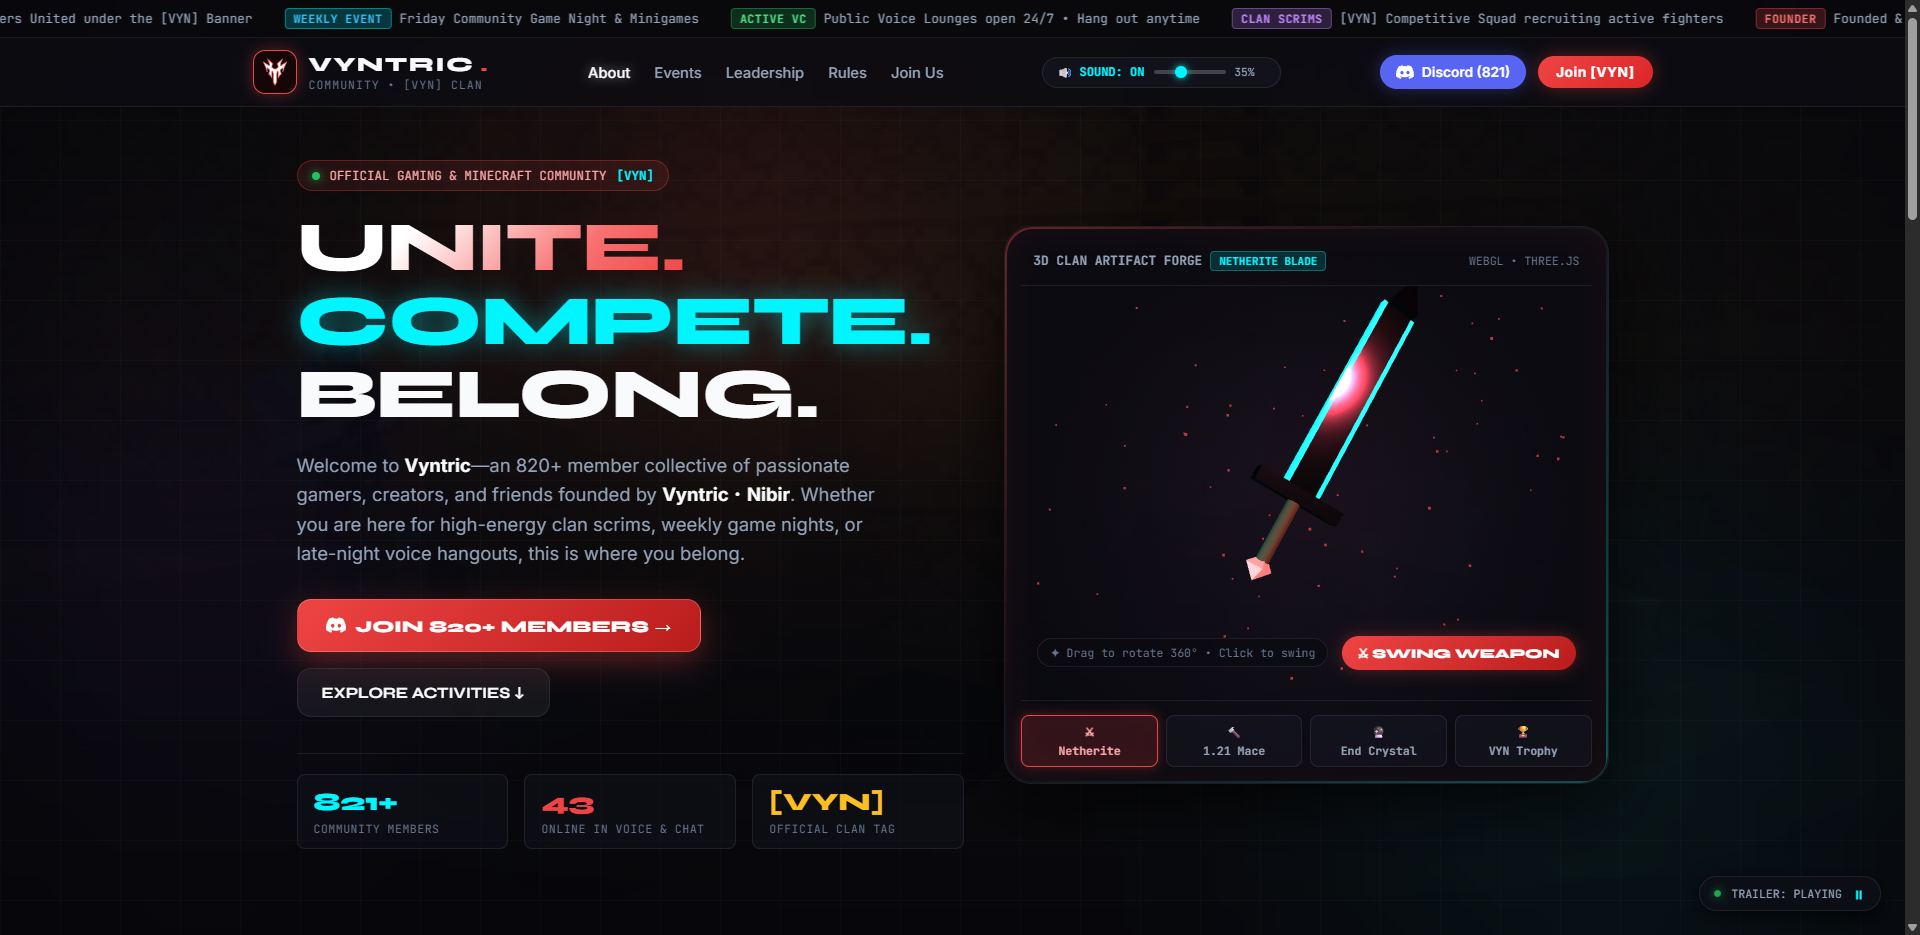 ers United under the [VYN] Banner
WEEKLY EVENT Friday Community Game Night & Minigames
ACTIVE VC Public Voice Lounges open 24/7 • Hang out anytime
CLAN SCRIMS [VYN] Competitive Squad recruiting active fighters
FOUNDER Founded &
VYNTRIC.
COMMUNITY • [VYN] CLAN
About
Events
Leadership
Rules
Join Us
SOUND: ON
35%
Discord (821)
Join [VYN]
OFFICIAL GAMING & MINECRAFT COMMUNITY [VYN]
UNITE.
COMPETE.
BELONG.
Welcome to Vyntric—an 820+ member collective of passionate
gamers, creators, and friends founded by Vyntric • Nibir. Whether
you are here for high-energy clan scrims, weekly game nights, or
late-night voice hangouts, this is where you belong.
JOIN 820+ MEMBERS →
EXPLORE ACTIVITIES ↓
821+
COMMUNITY MEMBERS
43
ONLINE IN VOICE & CHAT
[VYN]
OFFICIAL CLAN TAG
3D CLAN ARTIFACT FORGE NETHERITE BLADE
WEBGL • THREE.JS
✦ Drag to rotate 360° • Click to swing
⚔ SWING WEAPON
Netherite
1.21 Mace
End Crystal
VYN Trophy
TRAILER: PLAYING